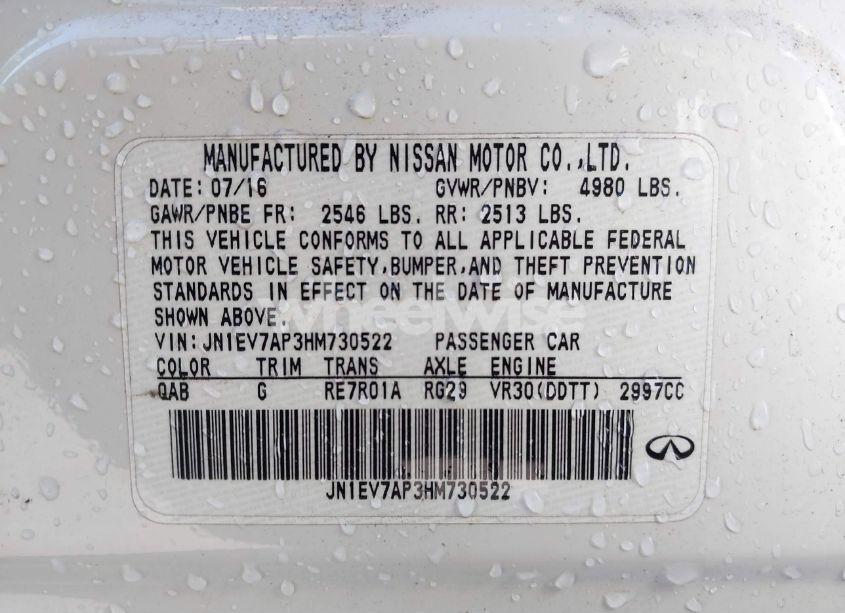 MANUFACTURED BY NISSAN MOTOR CO.,LTD.
DATE: 07/16 GVWR/PNBV: 4980 LBS.
GAWR/PNBE FR: 2546 LBS. RR: 2513 LBS.
THIS VEHICLE CONFORMS TO ALL APPLICABLE FEDERAL
MOTOR VEHICLE SAFETY,BUMPER,AND THEFT PREVENTION
STANDARDS IN EFFECT ON THE DATE OF MANUFACTURE
SHOWN ABOVE.
wheelwise
VIN:JN1EV7AP3HM730522 PASSENGER CAR
COLOR TRIM TRANS AXLE ENGINE
QAB G RE7R01A RG29 VR30(DDTT) 2997CC
JN1EV7AP3HM730522